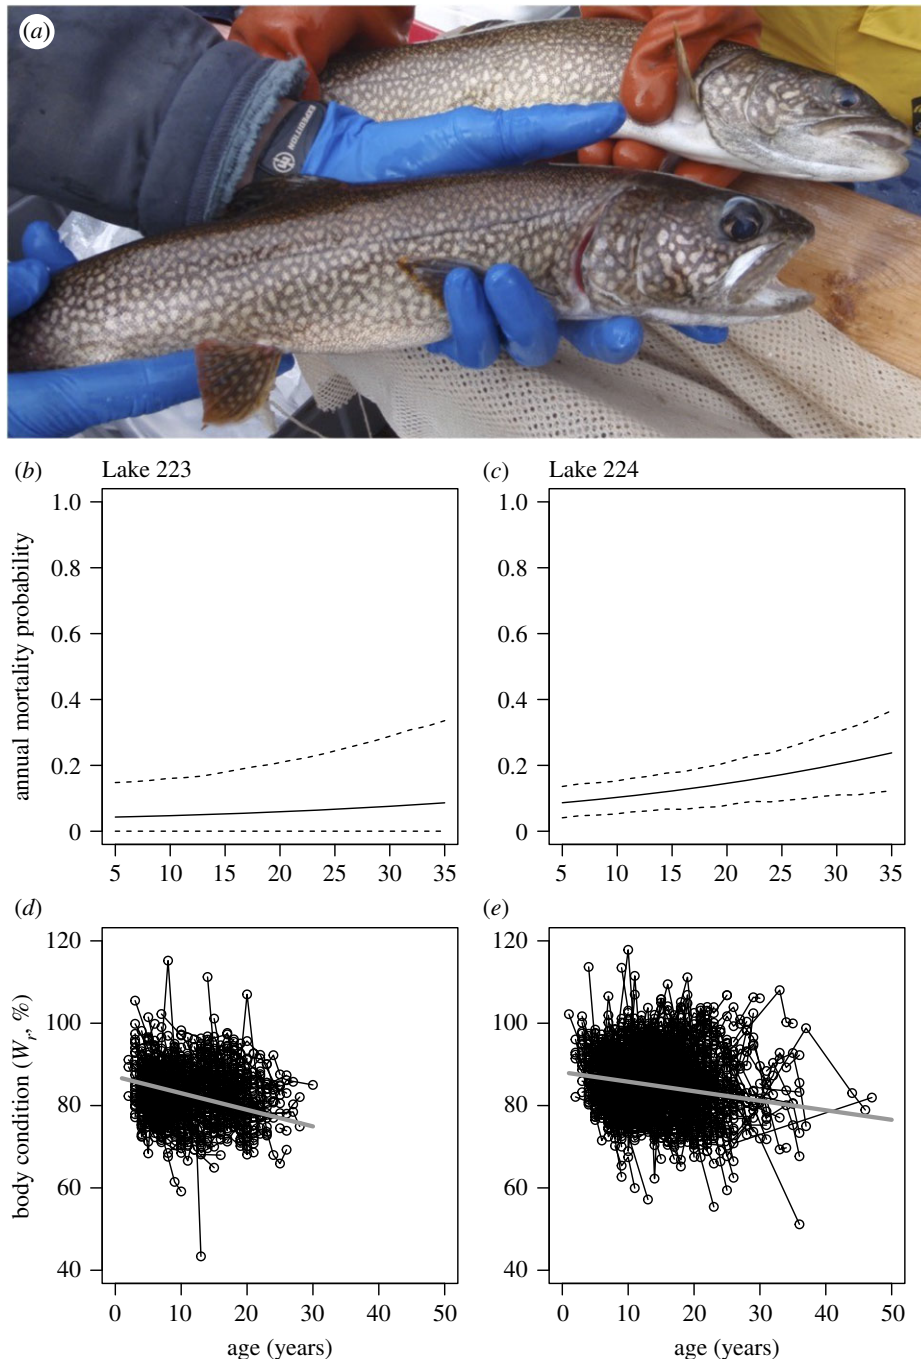 (a)
EXPEDITION
(b) Lake 223
(c) Lake 224
annual mortality probability
1.0
0.8
0.6
0.4
0.2
0
5 10 15 20 25 30 35
1.0
0.8
0.6
0.4
0.2
0
5 10 15 20 25 30 35
(d)
(e)
body condition (Wr, %)
120
100
80
60
40
0 10 20 30 40 50
age (years)
120
100
80
60
40
0 10 20 30 40 50
age (years)